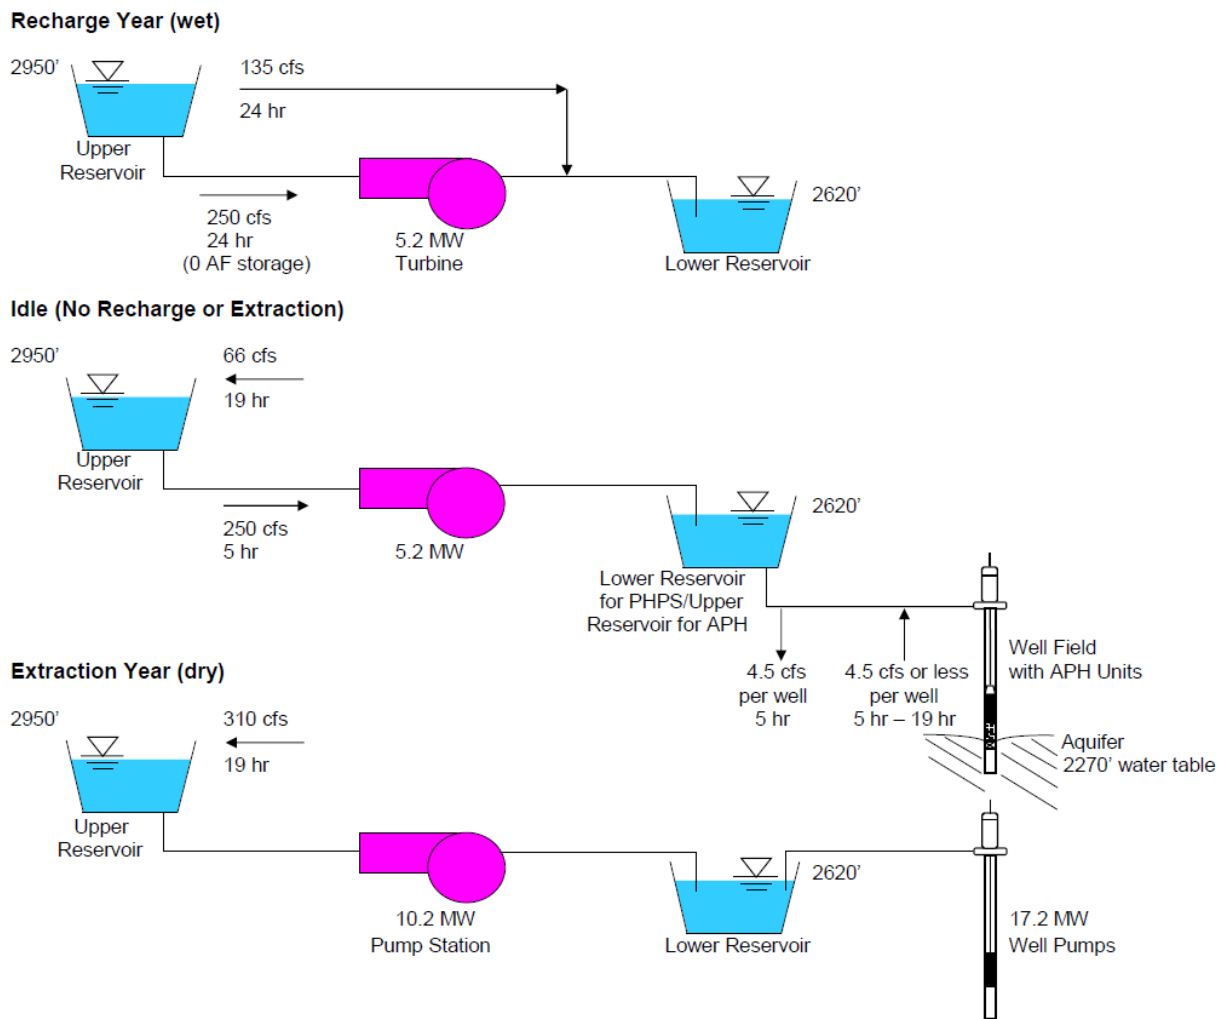 Recharge Year (wet)
2950'
135 cfs
24 hr
Upper
Reservoir
250 cfs
24 hr
(0 AF storage)
5.2 MW
Turbine
2620'
Lower Reservoir
Idle (No Recharge or Extraction)
2950'
66 cfs
19 hr
Upper
Reservoir
250 cfs
5 hr
5.2 MW
2620'
Lower Reservoir
for PHPS/Upper
Reservoir for APH
4.5 cfs
per well
5 hr
4.5 cfs or less
per well
5 hr – 19 hr
Well Field
with APH Units
Aquifer
2270' water table
Extraction Year (dry)
2950'
310 cfs
19 hr
Upper
Reservoir
10.2 MW
Pump Station
2620'
Lower Reservoir
17.2 MW
Well Pumps